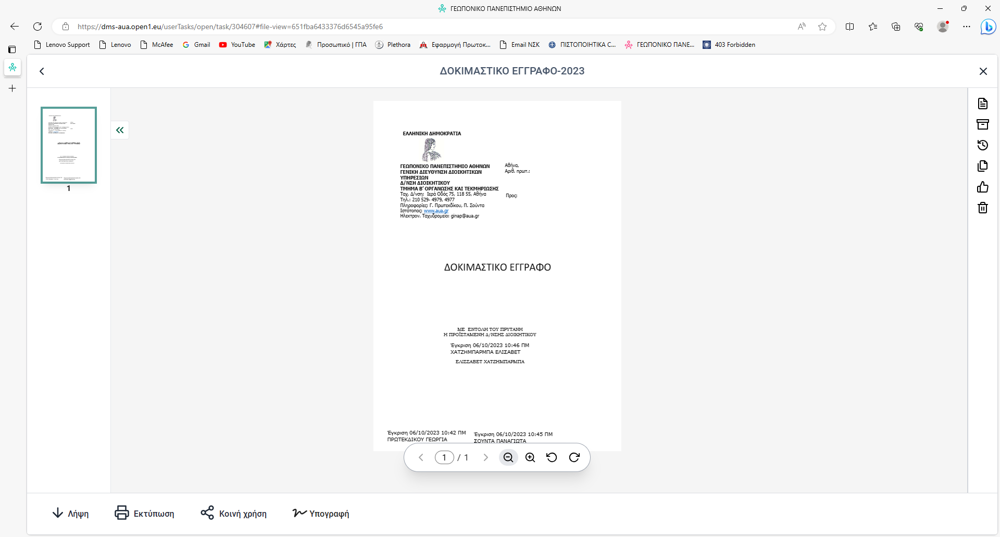 ΓΕΩΠΟΝΙΚΟ ΠΑΝΕΠΙΣΤΗΜΙΟ ΑΘΗΝΩΝ
https://dms-aua.open1.eu/userTasks/open/task/304607#file-view=651fba6433376d6545a95fe6
Lenovo Support Lenovo McAfee Gmail YouTube Χάρτες Προσωπικό | ΓΠΑ Plethora Εφαρμογή Πρωτοκ... Email ΝΣΚ ΠΙΣΤΟΠΟΙΗΤΙΚΑ C... ΓΕΩΠΟΝΙΚΟ ΠΑΝΕ... 403 Forbidden
ΔΟΚΙΜΑΣΤΙΚΟ ΕΓΓΡΑΦΟ-2023
1
ΕΛΛΗΝΙΚΗ ΔΗΜΟΚΡΑΤΙΑ
ΓΕΩΠΟΝΙΚΟ ΠΑΝΕΠΙΣΤΗΜΙΟ ΑΘΗΝΩΝ
ΓΕΝΙΚΗ ΔΙΕΥΘΥΝΣΗ ΔΙΟΙΚΗΤΙΚΩΝ
ΥΠΗΡΕΣΙΩΝ
Δ/ΝΣΗ ΔΙΟΙΚΗΤΙΚΟΥ
ΤΜΗΜΑ Β' ΟΡΓΑΝΩΣΗΣ ΚΑΙ ΤΕΚΜΗΡΙΩΣΗΣ
Ταχ. Δ/νση: Ιερά Οδός 75, 118 55, Αθήνα
Τηλ.: 210 529- 4979, 4977
Πληροφορίες: Γ. Πρωτεκδίκου, Π. Σούντα
Ιστότοπος: www.aua.gr
Ηλεκτρον. Ταχυδρομείο: ginap@aua.gr
Αθήνα,
Αριθ. πρωτ.:
Προς:
ΔΟΚΙΜΑΣΤΙΚΟ ΕΓΓΡΑΦΟ
ΜΕ ΕΝΤΟΛΗ ΤΟΥ ΠΡΥΤΑΝΗ
Η ΠΡΟΪΣΤΑΜΕΝΗ Δ/ΝΣΗΣ ΔΙΟΙΚΗΤΙΚΟΥ
Έγκριση 06/10/2023 10:46 ΠΜ
ΧΑΤΖΗΜΠΑΡΜΠΑ ΕΛΙΣΑΒΕΤ
ΕΛΙΣΣΑΒΕΤ ΧΑΤΖΗΜΠΑΡΜΠΑ
Έγκριση 06/10/2023 10:42 ΠΜ
ΠΡΩΤΕΚΔΙΚΟΥ ΓΕΩΡΓΙΑ
Έγκριση 06/10/2023 10:45 ΠΜ
ΣΟΥΝΤΑ ΠΑΝΑΓΙΩΤΑ
1 / 1
Λήψη Εκτύπωση Κοινή χρήση Υπογραφή